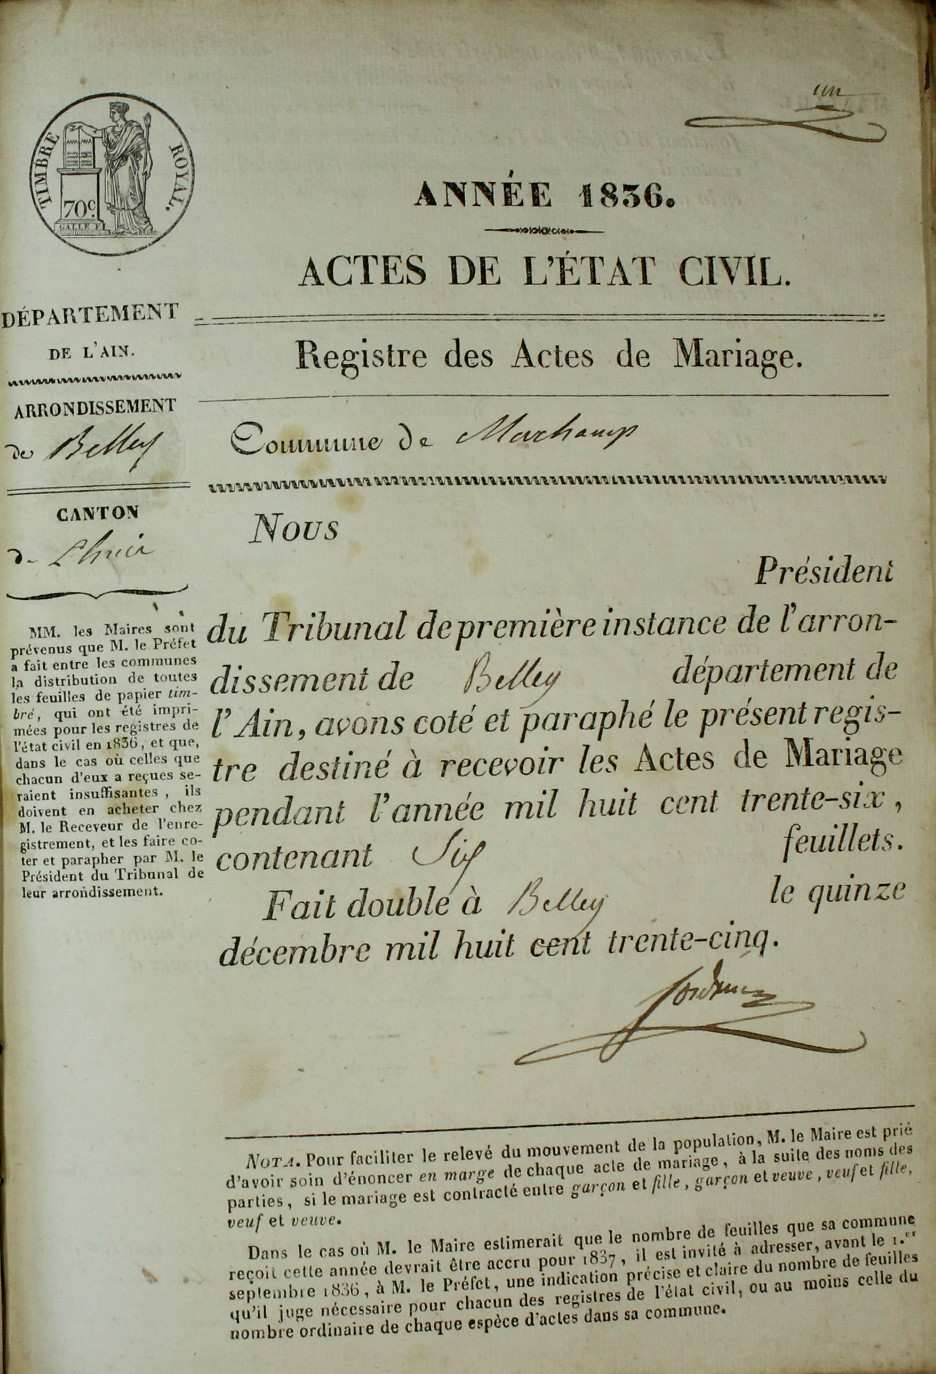 un
TIMBRE ROYAL.
70c
ANNÉE 1836.
ACTES DE L'ÉTAT CIVIL.
DÉPARTEMENT
DE L'AIN.
Registre des Actes de Mariage.
ARRONDISSEMENT
de Belley
Commune de Marchamp
CANTON
de Lhuis
MM. les Maires sont
prévenus que M. le Préfet
a fait entre les communes
la distribution de toutes
les feuilles de papier tim-
bré, qui ont été impri-
mées pour les registres de
l'état civil en 1836, et que,
dans le cas où celles que
chacun d'eux a reçues se-
raient insuffisantes, ils
doivent en acheter chez
M. le Receveur de l'enre-
gistrement, et les faire co-
ter et parapher par M. le
Président du Tribunal de
leur arrondissement.
Nous
Président
du Tribunal de première instance de l'arron-
dissement de Belley département de
l'Ain, avons coté et paraphé le présent regis-
tre destiné à recevoir les Actes de Mariage
pendant l'année mil huit cent trente-six,
contenant Six feuillets.
Fait double à Belley le quinze
décembre mil huit cent trente-cinq.
NOTA. Pour faciliter le relevé du mouvement de la population, M. le Maire est prié
d'avoir soin d'énoncer en marge de chaque acte de mariage, à la suite des noms des
parties, si le mariage est contracté entre garçon et fille, garçon et veuve, veuf et fille,
veuf et veuve.
Dans le cas où M. le Maire estimerait que le nombre de feuilles que sa commune
reçoit cette année devrait être accru pour 1837, il est invité à adresser, avant le 1.er
septembre 1836, à M. le Préfet, une indication précise et claire du nombre de feuilles
qu'il juge nécessaire pour chacun des registres de l'état civil, ou au moins celle du
nombre ordinaire de chaque espèce d'actes dans sa commune.